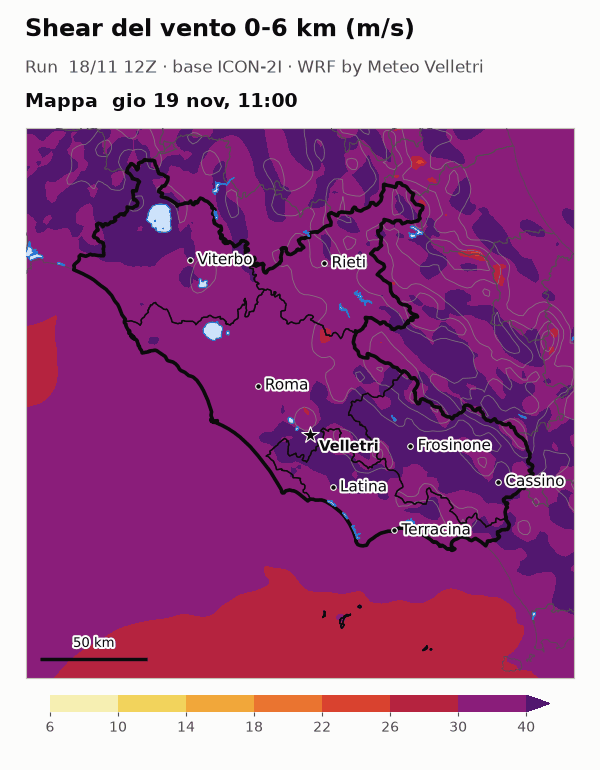 Shear del vento 0-6 km (m/s)
Run  18/11 12Z · base ICON-2I · WRF by Meteo Velletri
Mappa  gio 19 nov, 11:00
Viterbo
Rieti
Roma
Velletri
Frosinone
Cassino
Latina
Terracina
50 km
6 10 14 18 22 26 30 40